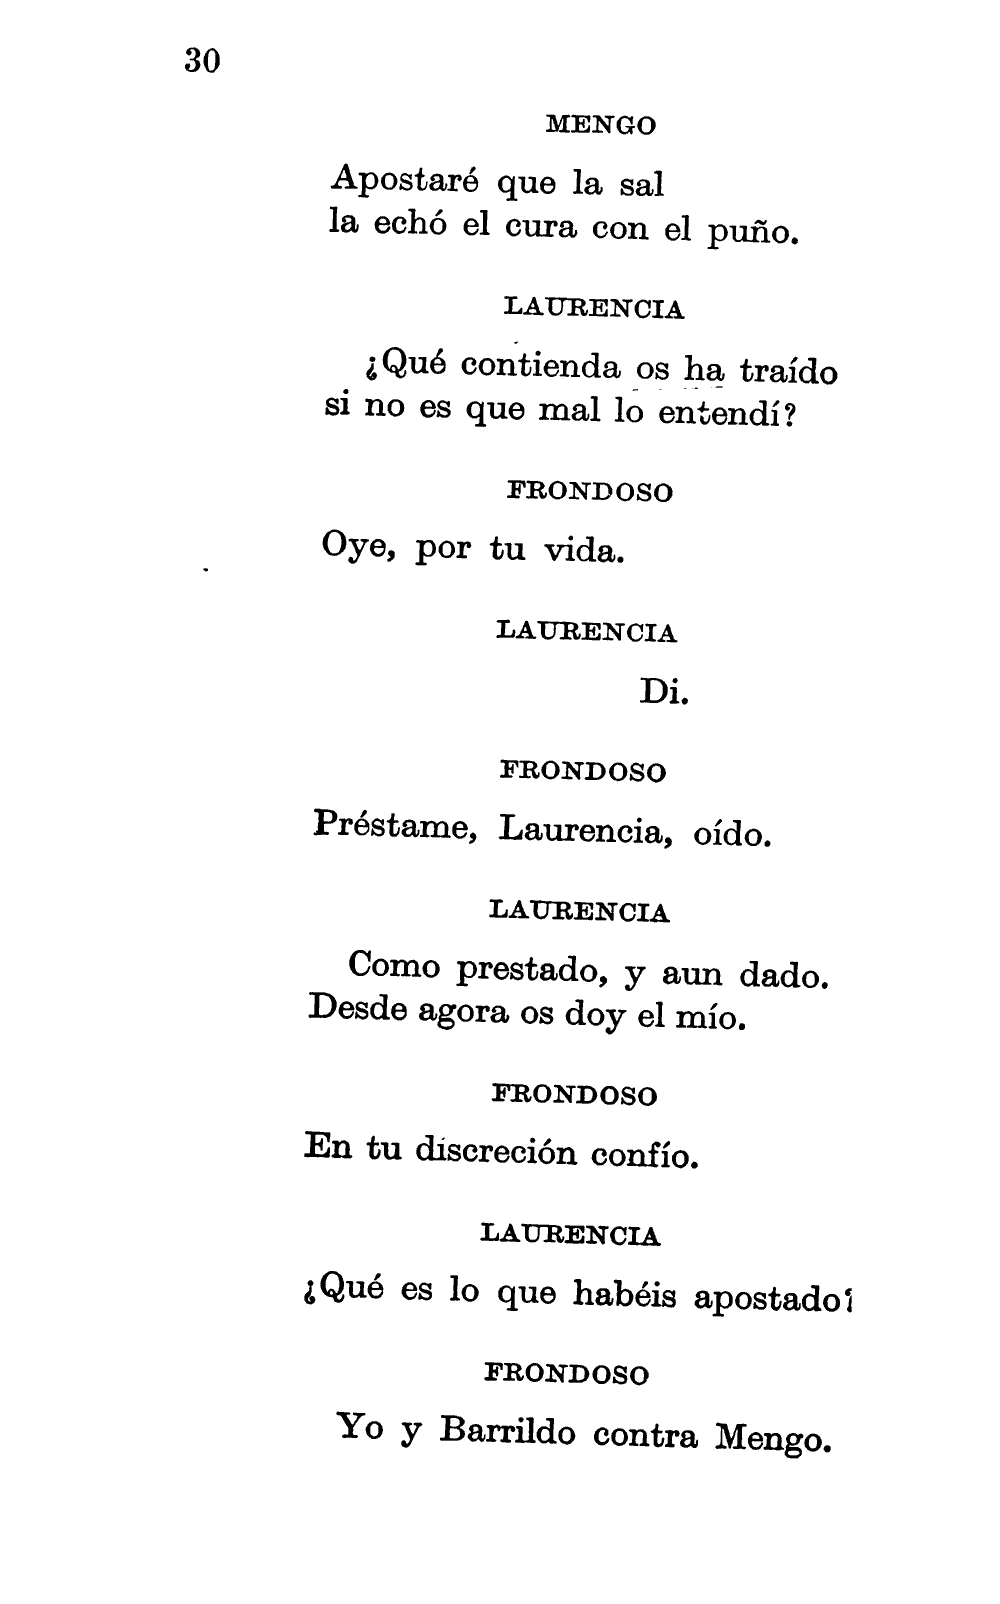 30
MENGO
Apostaré que la sal
la echó el cura con el puño.
LAURENCIA
¿Qué contienda os ha traído
si no es que mal lo entendí?
FRONDOSO
Oye, por tu vida.
LAURENCIA
Di.
FRONDOSO
Préstame, Laurencia, oído.
LAURENCIA
Como prestado, y aun dado.
Desde agora os doy el mío.
FRONDOSO
En tu discreción confío.
LAURENCIA
¿Qué es lo que habéis apostado?
FRONDOSO
Yo y Barrildo contra Mengo.